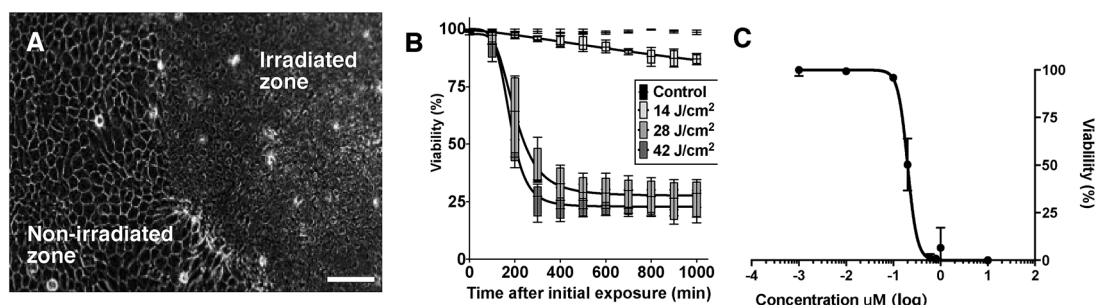 A
Irradiated
zone
Non-irradiated
zone
B
100
75
50
25
0
Viability (%)
Control
14 J/cm²
28 J/cm²
42 J/cm²
0 200 400 600 800 1000
Time after initial exposure (min)
C
100
75
50
25
0
Viablility (%)
-4 -3 -2 -1 0 1 2
Concentration uM (log)